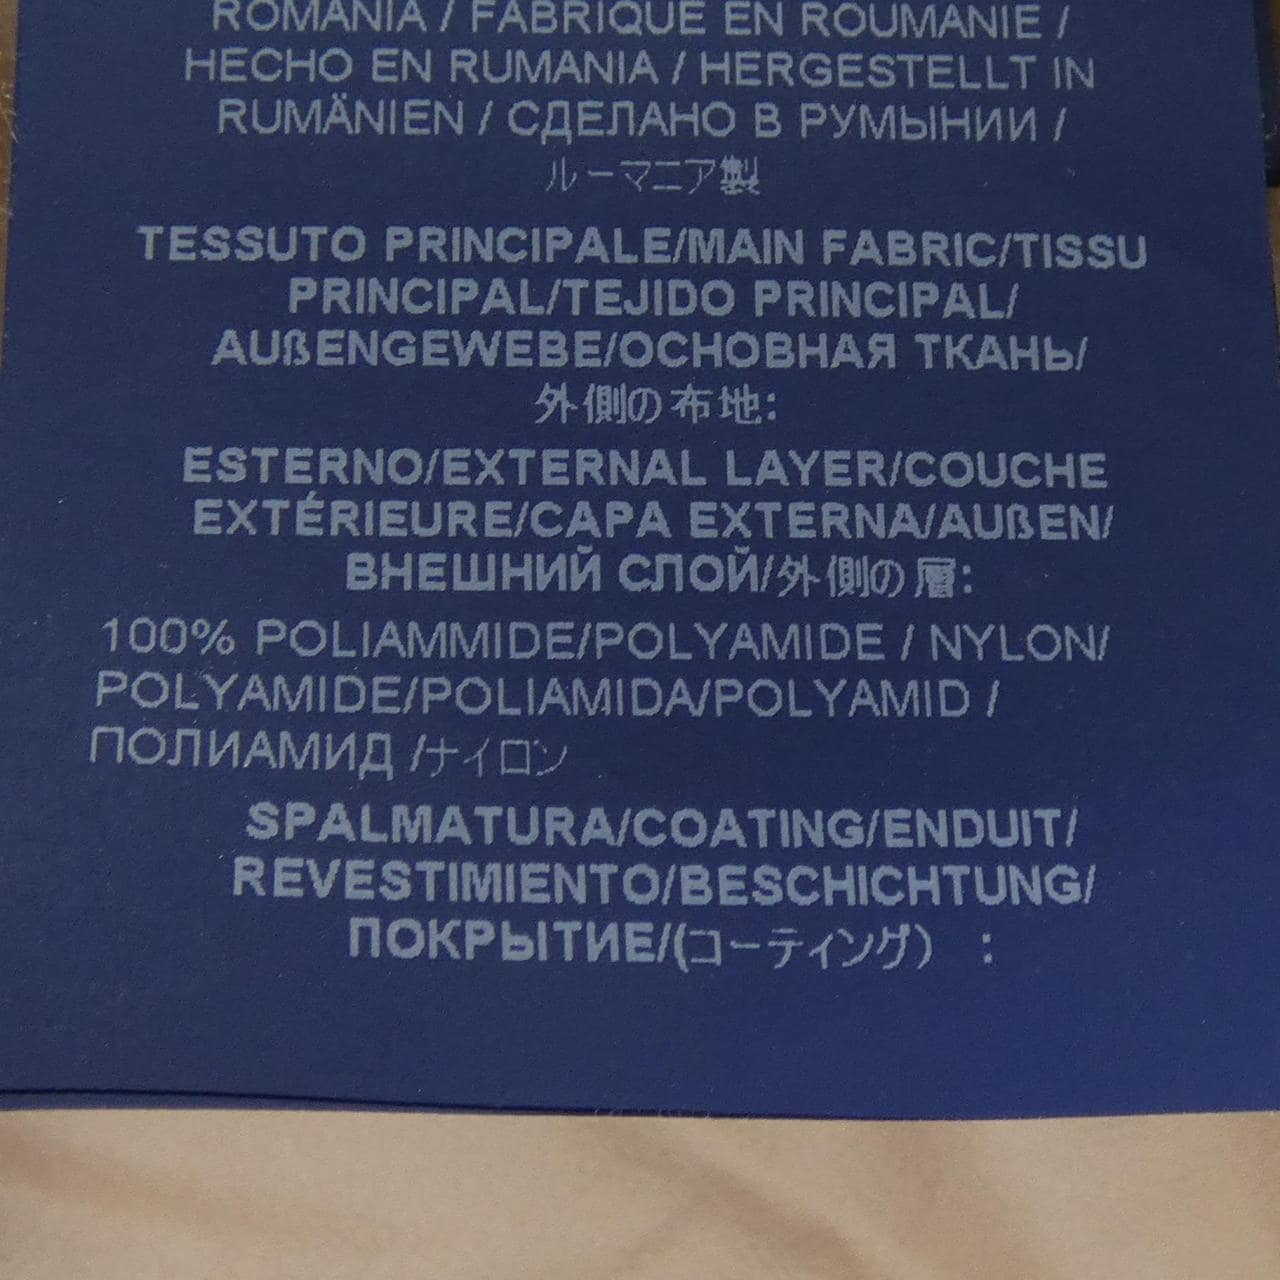 ROMANIA / FABRIQUÉ EN ROUMANIE /
HECHO EN RUMANIA / HERGESTELLT IN
RUMÄNIEN / СДЕЛАНО В РУМЫНИИ /
ルーマニア製
TESSUTO PRINCIPALE/MAIN FABRIC/TISSU
PRINCIPAL/TEJIDO PRINCIPAL/
AUßENGEWEBE/ОСНОВНАЯ ТКАНЬ/
外側の布地:
ESTERNO/EXTERNAL LAYER/COUCHE
EXTÉRIEURE/CAPA EXTERNA/AUßEN/
ВНЕШНИЙ СЛОЙ/外側の層:
100% POLIAMMIDE/POLYAMIDE / NYLON/
POLYAMIDE/POLIAMIDA/POLYAMID /
ПОЛИАМИД /ナイロン
SPALMATURA/COATING/ENDUIT/
REVESTIMIENTO/BESCHICHTUNG/
ПОКРЫТИЕ/(コーティング） :